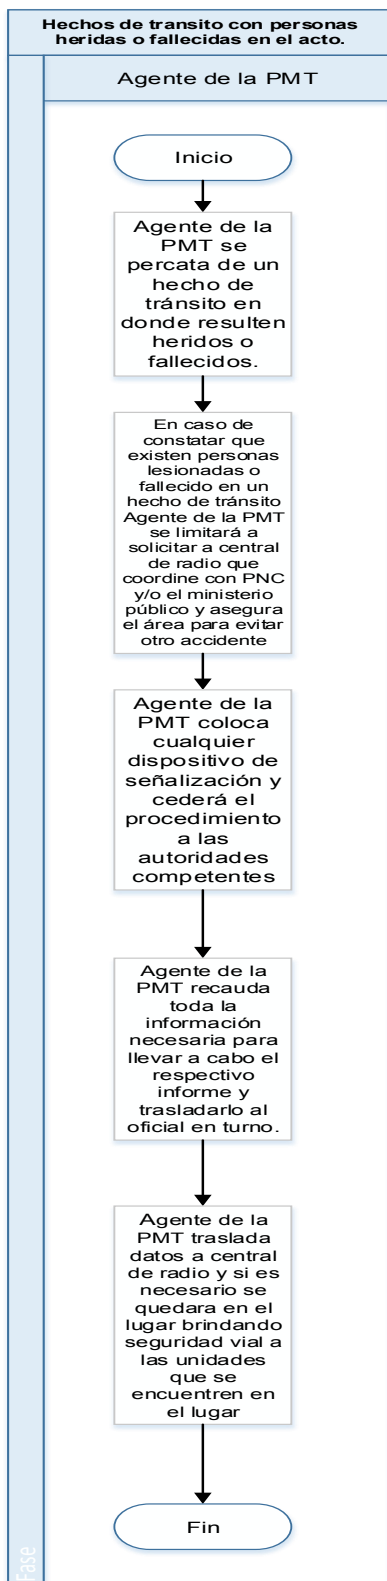 Hechos de transito con personas
heridas o fallecidas en el acto.
Agente de la PMT
Inicio
Agente de la
PMT se
percata de un
hecho de
tránsito en
donde resulten
heridos o
fallecidos.
En caso de
constatar que
existen personas
lesionadas o
fallecido en un
hecho de tránsito
Agente de la PMT
se limitará a
solicitar a central
de radio que
coordine con PNC
y/o el ministerio
público y asegura
el área para evitar
otro accidente
Agente de la
PMT coloca
cualquier
dispositivo de
señalización y
cederá el
procedimiento
a las
autoridades
competentes
Agente de la
PMT recauda
toda la
información
necesaria para
llevar a cabo el
respectivo
informe y
trasladarlo al
oficial en turno.
Agente de la
PMT traslada
datos a central
de radio y si es
necesario se
quedara en el
lugar brindando
seguridad vial a
las unidades
que se
encuentren en
el lugar
Fin
Fase